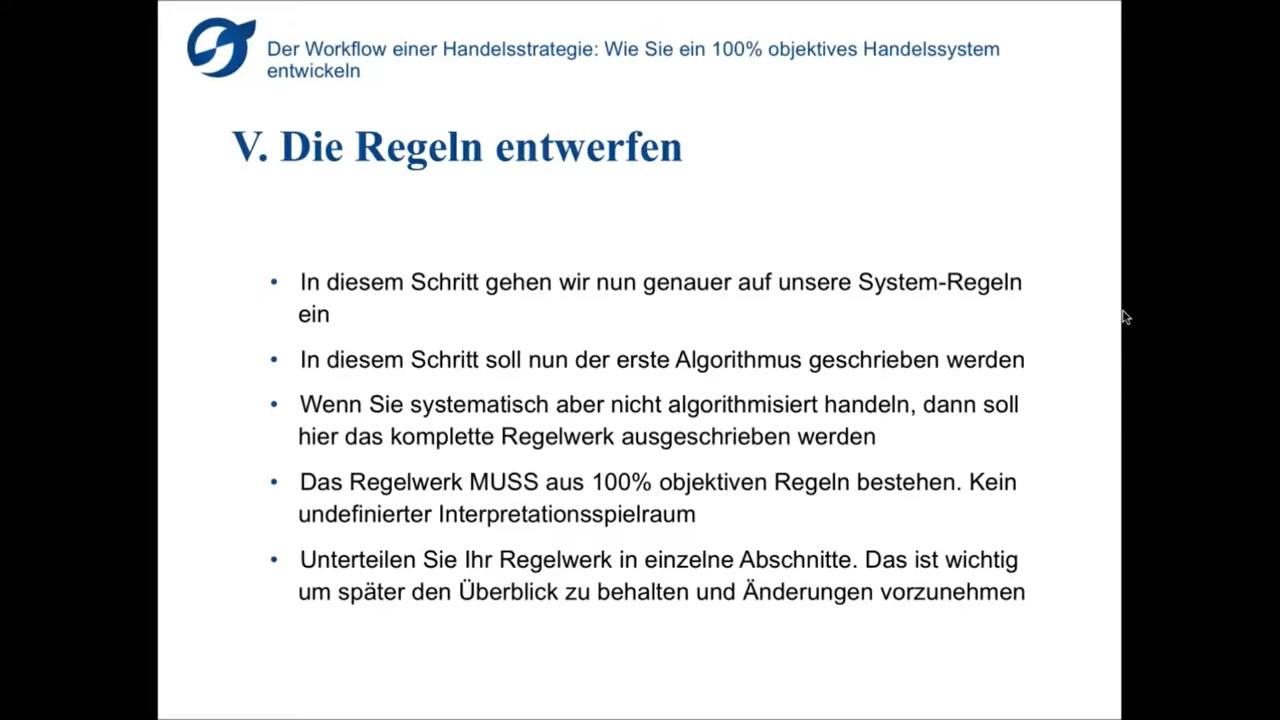 Der Workflow einer Handelsstrategie: Wie Sie ein 100% objektives Handelssystem
entwickeln
V. Die Regeln entwerfen
• In diesem Schritt gehen wir nun genauer auf unsere System-Regeln
ein
• In diesem Schritt soll nun der erste Algorithmus geschrieben werden
• Wenn Sie systematisch aber nicht algorithmisiert handeln, dann soll
hier das komplette Regelwerk ausgeschrieben werden
• Das Regelwerk MUSS aus 100% objektiven Regeln bestehen. Kein
undefinierter Interpretationsspielraum
• Unterteilen Sie Ihr Regelwerk in einzelne Abschnitte. Das ist wichtig
um später den Überblick zu behalten und Änderungen vorzunehmen